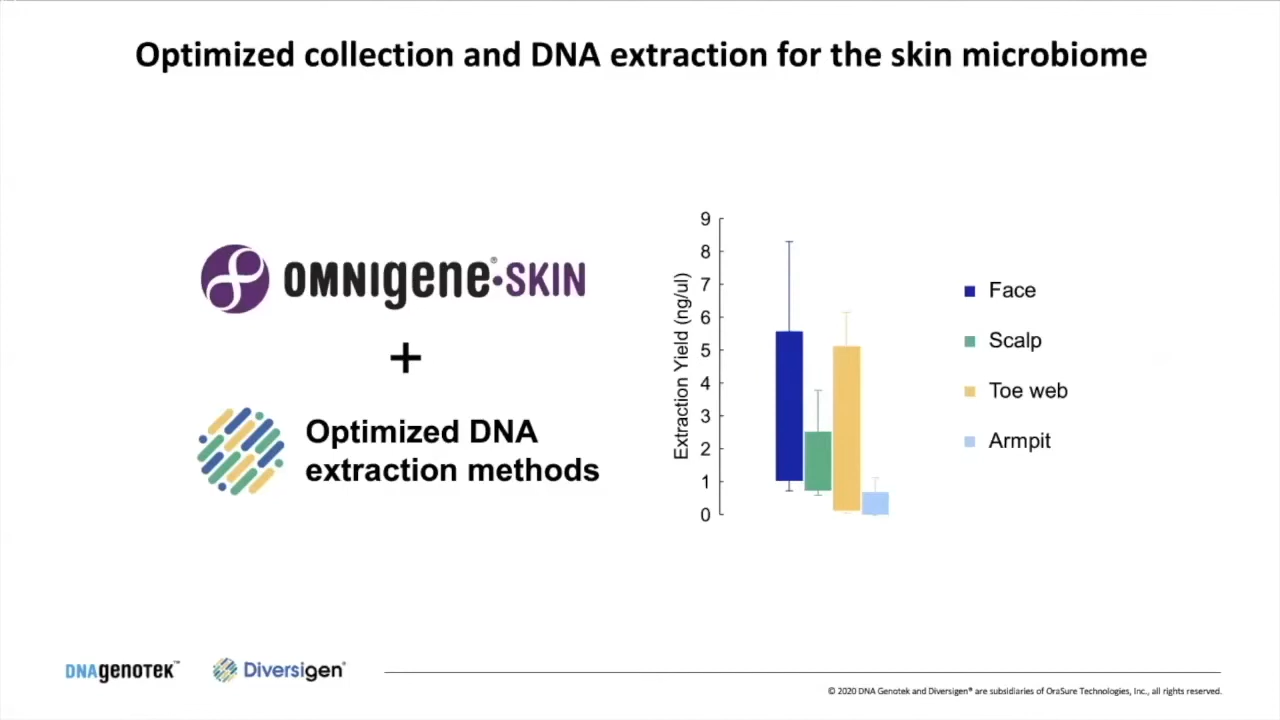 Optimized collection and DNA extraction for the skin microbiome
OMNIgene®•SKIN
+
Optimized DNA
extraction methods
Extraction Yield (ng/ul)
9
8
7
6
5
4
3
2
1
0
Face
Scalp
Toe web
Armpit
DNAgenotek™
Diversigen®
© 2020 DNA Genotek and Diversigen® are subsidiaries of OraSure Technologies, Inc., all rights reserved.